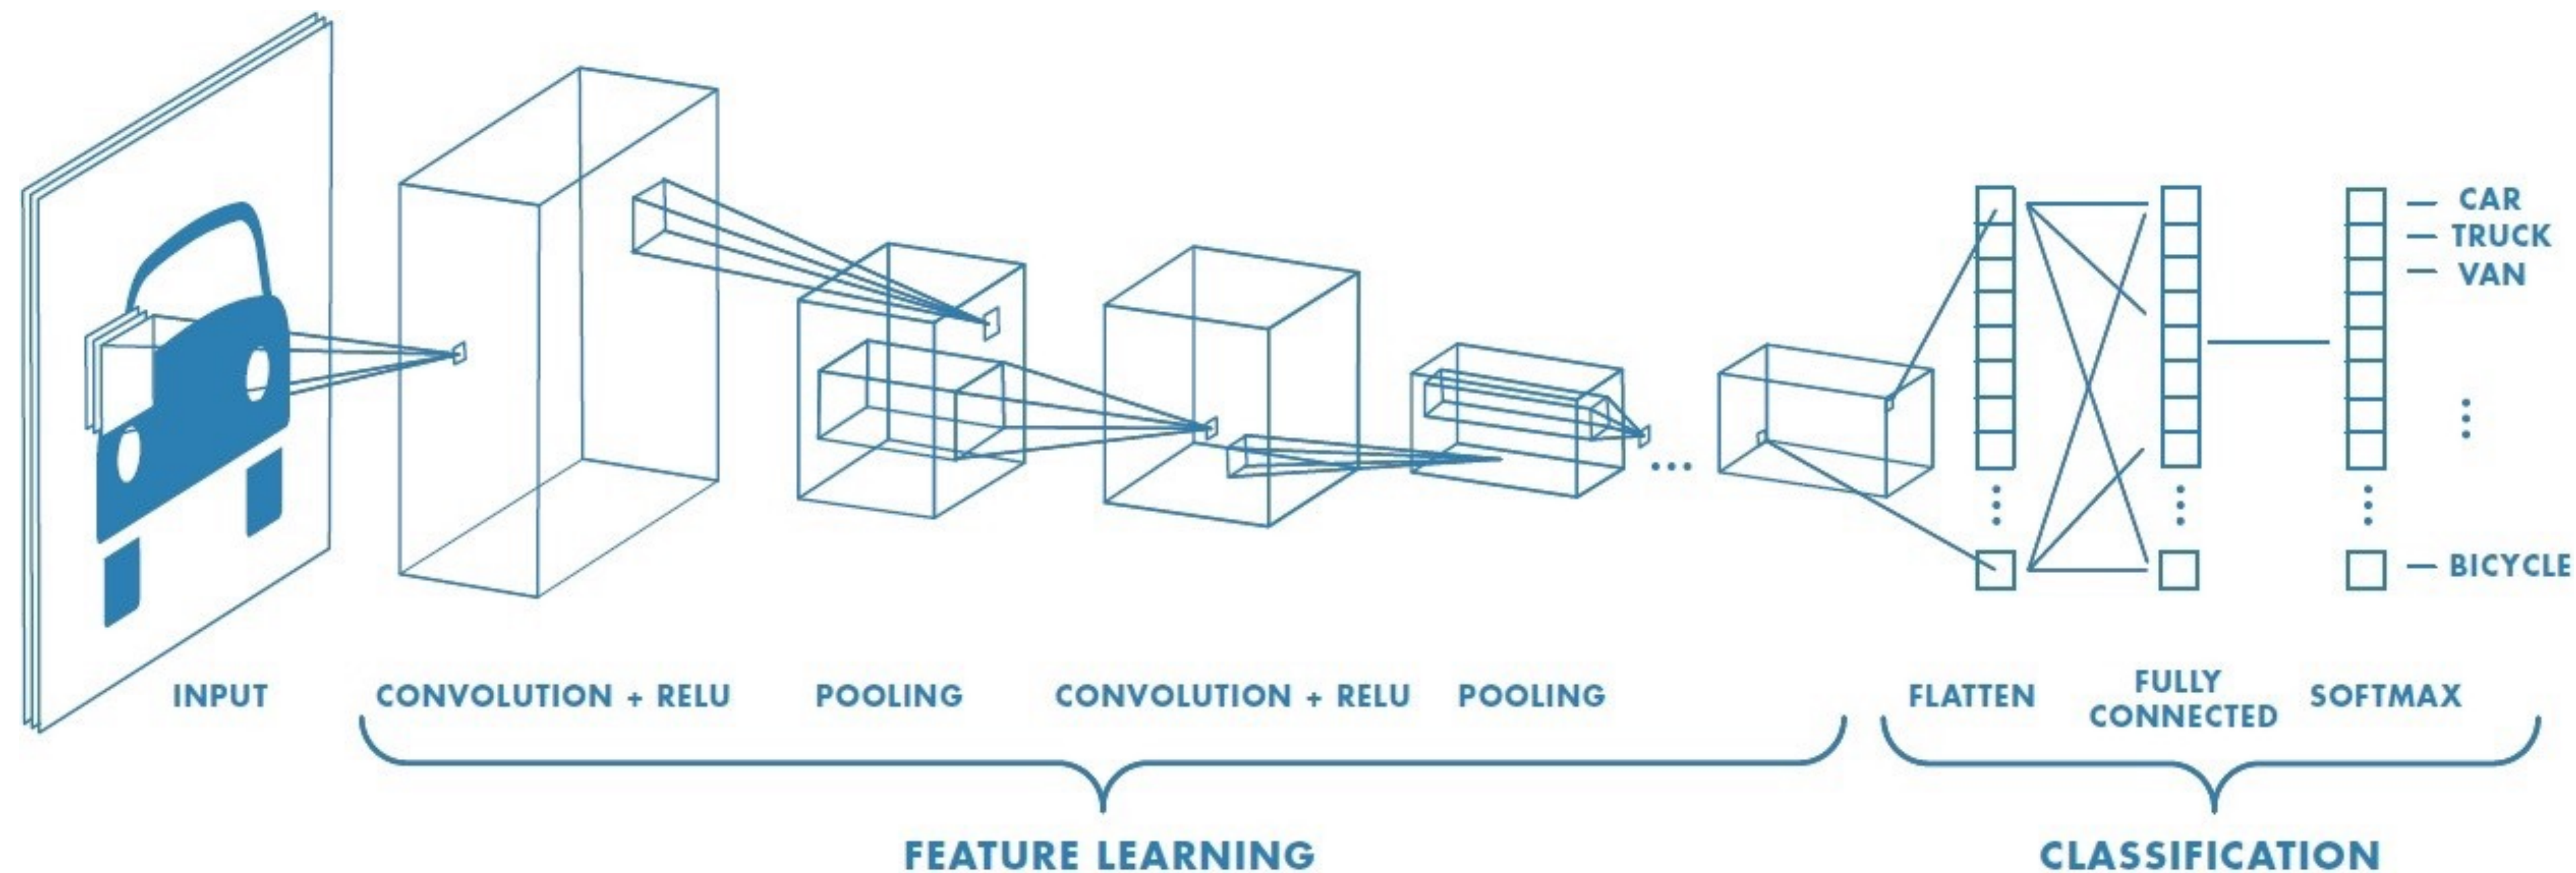 CAR
TRUCK
VAN
BICYCLE
INPUT
CONVOLUTION + RELU
POOLING
CONVOLUTION + RELU
POOLING
FLATTEN
FULLY
CONNECTED
SOFTMAX
FEATURE LEARNING
CLASSIFICATION